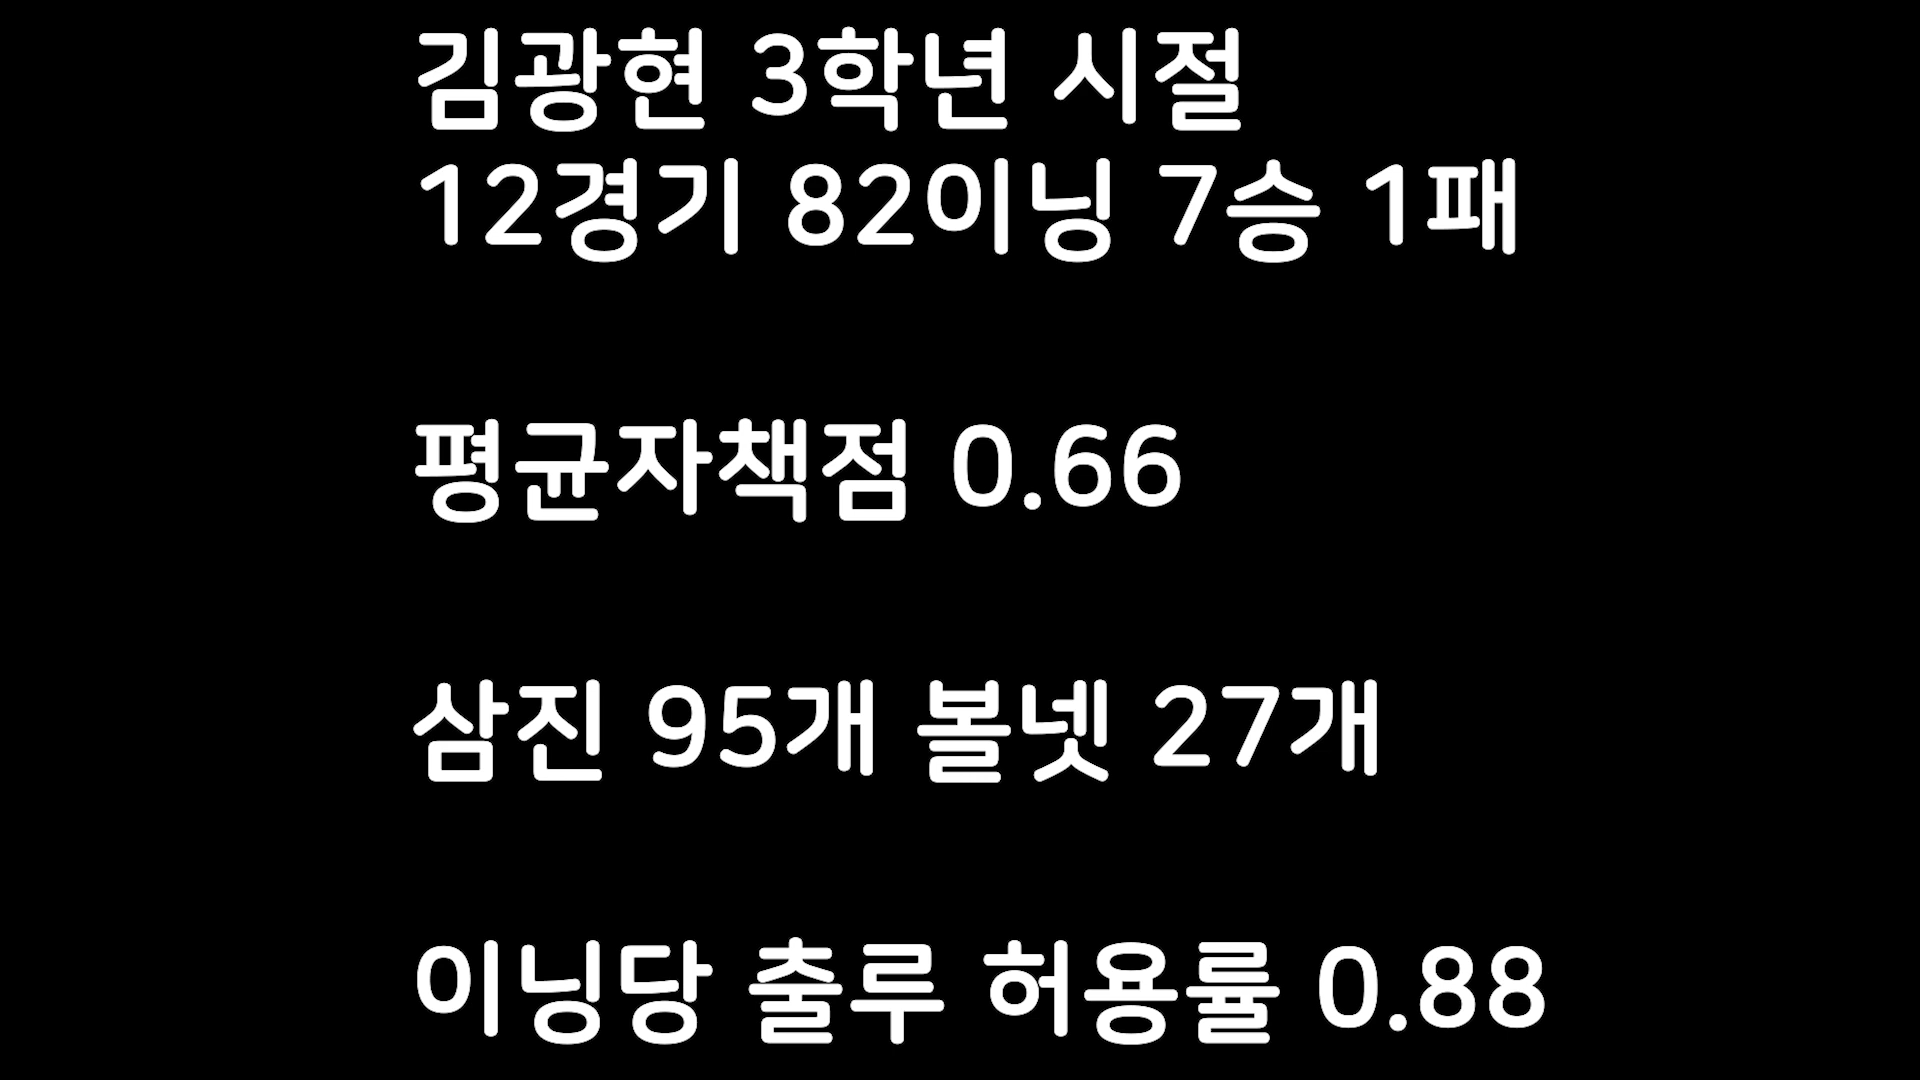 김광현 3학년 시절
12경기 82이닝 7승 1패
평균자책점 0.66
삼진 95개 볼넷 27개
이닝당 출루 허용률 0.88